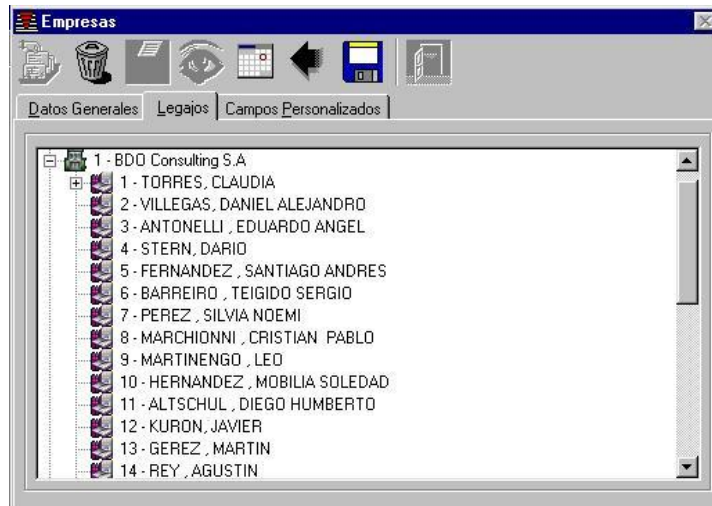 Empresas
Datos Generales Legajos Campos Personalizados
1 - BDO Consulting S.A
1 - TORRES, CLAUDIA
2 - VILLEGAS, DANIEL ALEJANDRO
3 - ANTONELLI , EDUARDO ANGEL
4 - STERN, DARIO
5 - FERNANDEZ , SANTIAGO ANDRES
6 - BARREIRO , TEIGIDO SERGIO
7 - PEREZ , SILVIA NOEMI
8 - MARCHIONNI , CRISTIAN  PABLO
9 - MARTINENGO , LEO
10 - HERNANDEZ , MOBILIA SOLEDAD
11 - ALTSCHUL , DIEGO HUMBERTO
12 - KURON, JAVIER
13 - GEREZ , MARTIN
14 - REY , AGUSTIN